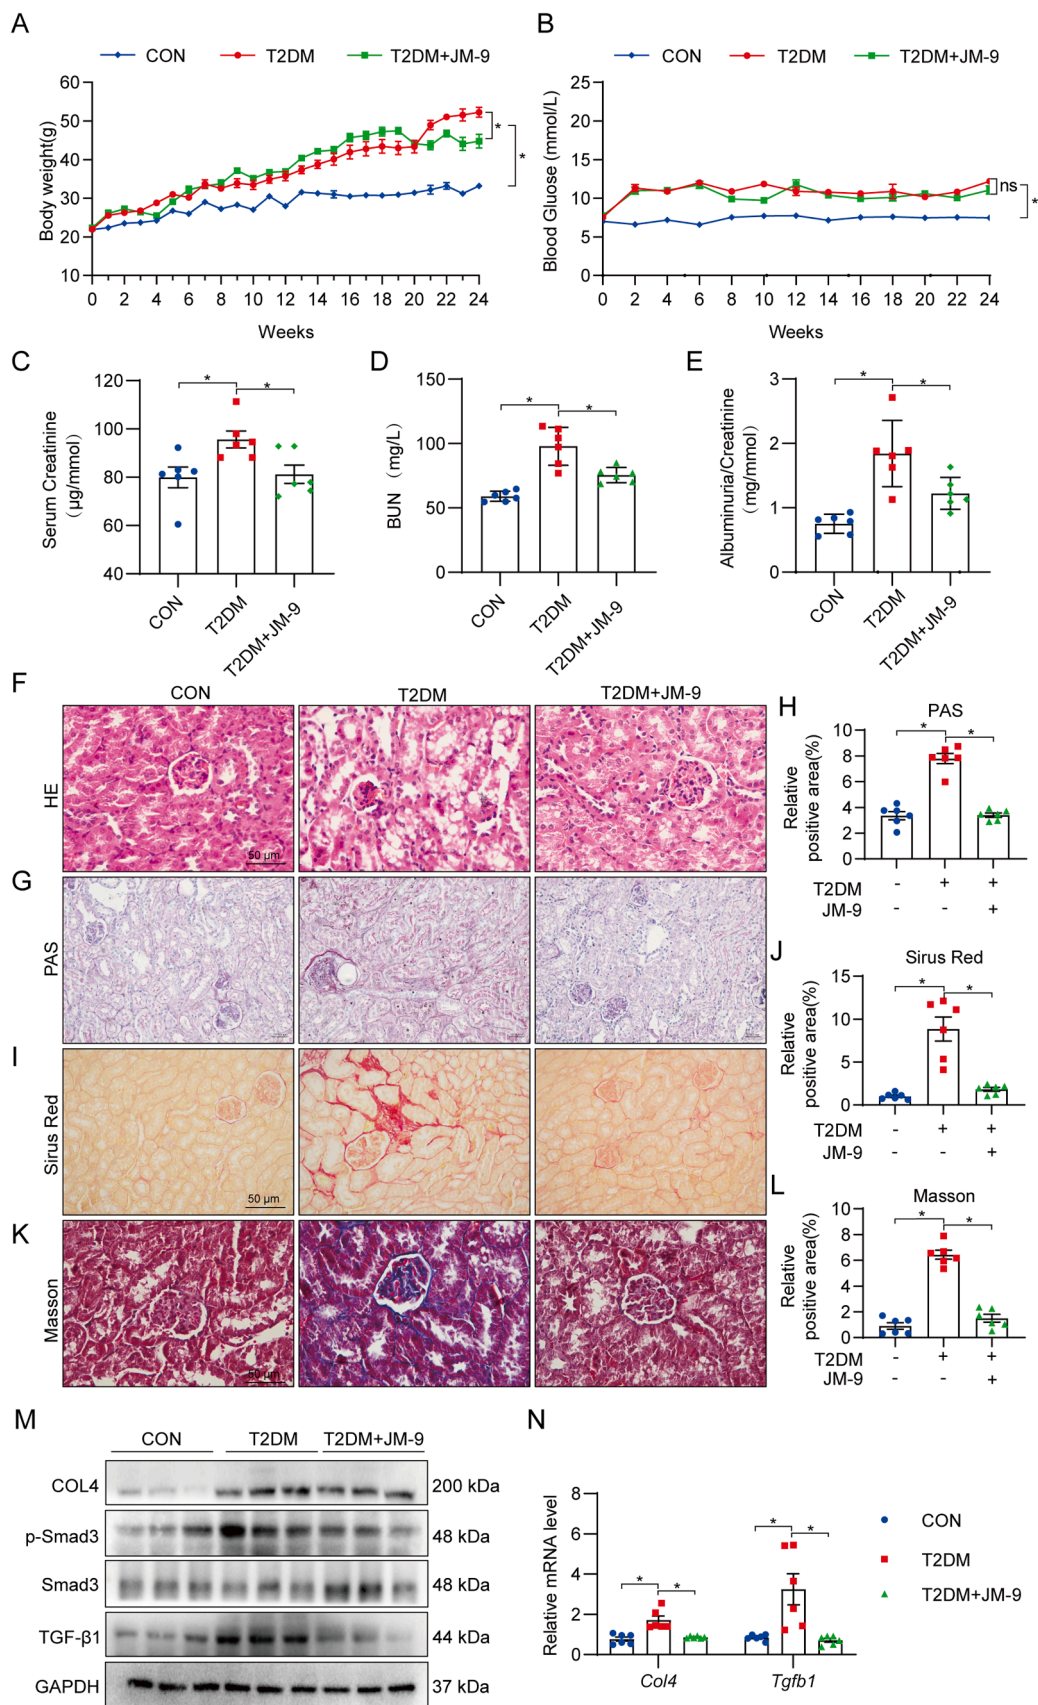 A
CON T2DM T2DM+JM-9
Body weight(g)
60
50
40
30
20
10
0 2 4 6 8 10 12 14 16 18 20 22 24
Weeks
*
*
B
CON T2DM T2DM+JM-9
Blood Gluose (mmol/L)
25
20
15
10
5
0
0 2 4 6 8 10 12 14 16 18 20 22 24
Weeks
ns
*
C
Serum Creatinine
(μg/mmol)
120
100
80
60
40
* *
CON T2DM T2DM+JM-9
D
BUN (mg/L)
150
100
50
0
* *
CON T2DM T2DM+JM-9
E
Albuminuria/Creatinine
(mg/mmol)
3
2
1
0
* *
CON T2DM T2DM+JM-9
F
CON T2DM T2DM+JM-9
HE
50 μm
G
PAS
H
PAS
Relative
positive area(%)
10
8
6
4
2
0
* *
T2DM - + +
JM-9 - - +
I
Sirus Red
50 μm
J
Sirus Red
Relative
positive area(%)
15
10
5
0
* *
T2DM - + +
JM-9 - - +
K
Masson
50 μm
L
Masson
Relative
positive area(%)
10
8
6
4
2
0
* *
T2DM - + +
JM-9 - - +
M
CON T2DM T2DM+JM-9
COL4 200 kDa
p-Smad3 48 kDa
Smad3 48 kDa
TGF-β1 44 kDa
GAPDH 37 kDa
N
Relative mRNA level
8
6
4
2
0
* * * *
Col4 Tgfb1
CON
T2DM
T2DM+JM-9